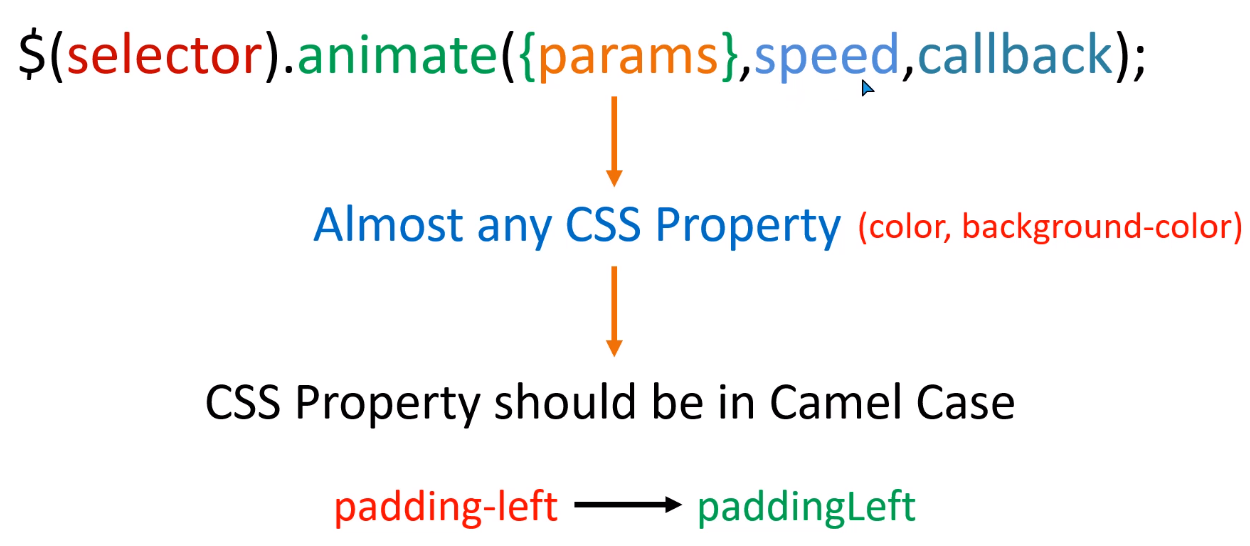 $(selector).animate({params},speed,callback);
Almost any CSS Property (color, background-color)
CSS Property should be in Camel Case
padding-left paddingLeft